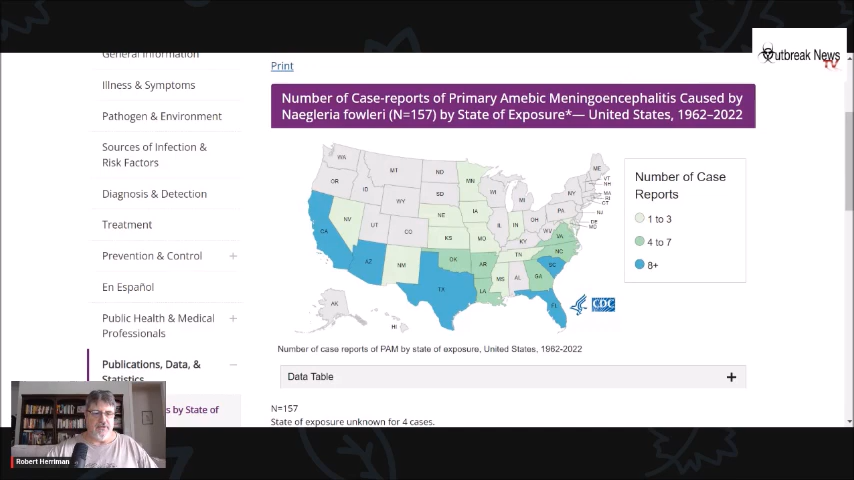 Outbreak News
TV
General Information
Illness & Symptoms
Pathogen & Environment
Sources of Infection &
Risk Factors
Diagnosis & Detection
Treatment
Prevention & Control
En Español
Public Health & Medical
Professionals
Publications, Data, &
Statistics
s by State of
Print
Number of Case-reports of Primary Amebic Meningoencephalitis Caused by
Naegleria fowleri (N=157) by State of Exposure*— United States, 1962–2022
WA
MT
ND
MN
OR
ID
SD
WI
WY
MI
ME
VT
NH
NY
MA
RI
CT
NV
UT
CO
NE
IA
IL
IN
OH
PA
NJ
DE
MD
CA
KS
MO
KY
WV
VA
AZ
NM
OK
AR
TN
NC
SC
TX
LA
MS
AL
GA
FL
AK
HI
CDC
Number of Case
Reports
1 to 3
4 to 7
8+
Number of case reports of PAM by state of exposure, United States, 1962-2022
Data Table
N=157
State of exposure unknown for 4 cases.
Robert Herriman